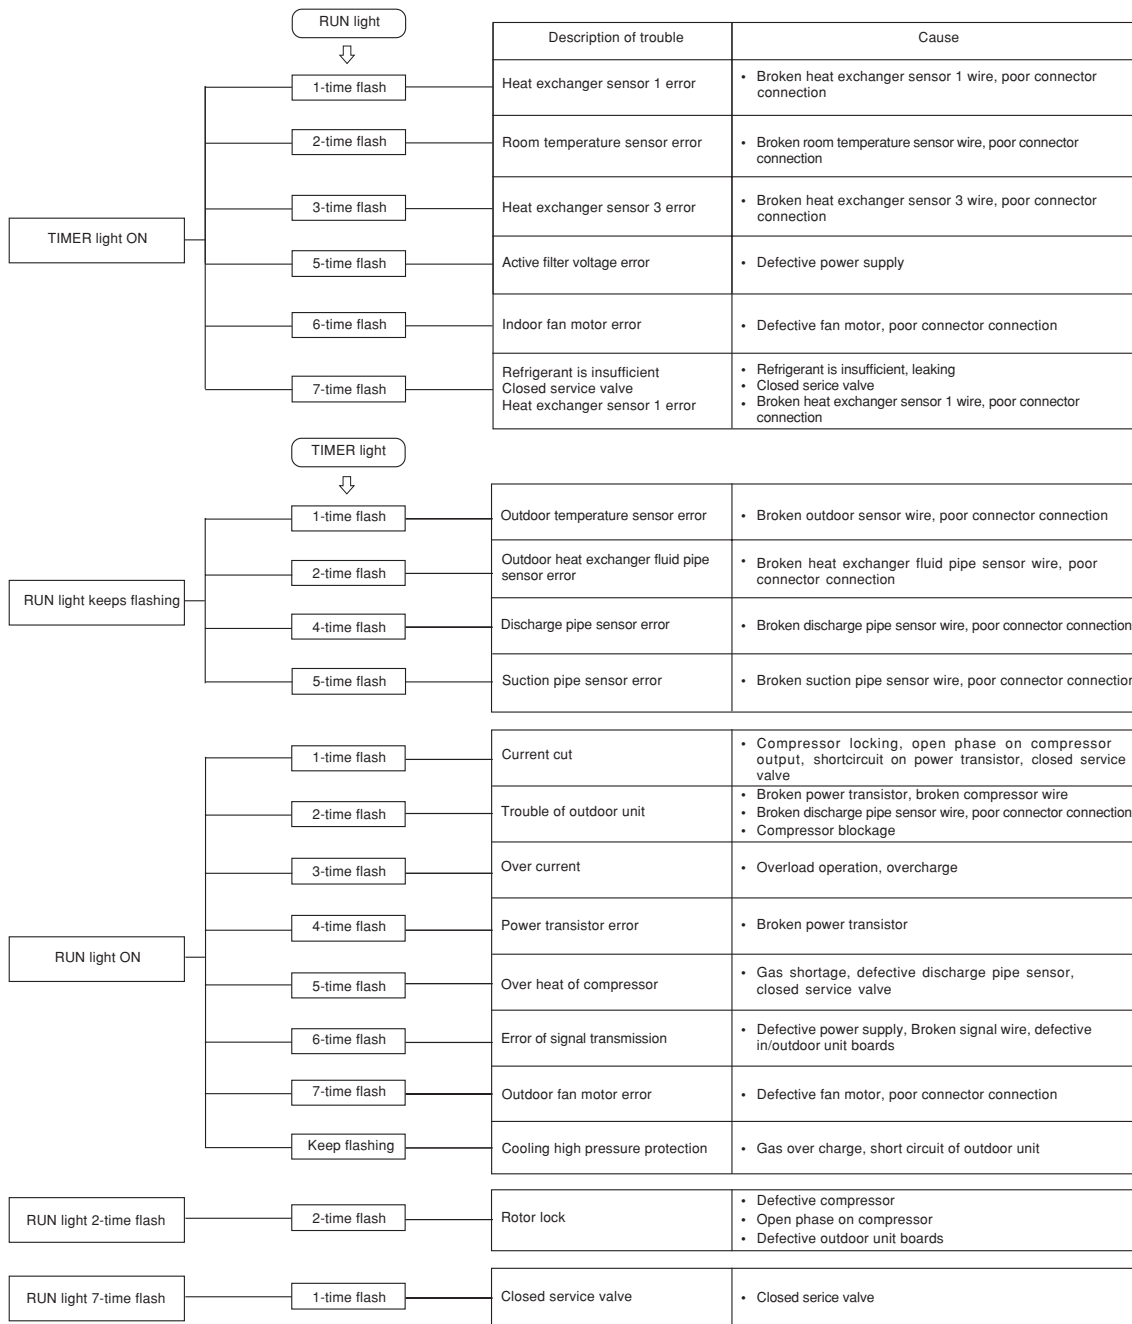 RUN light
Description of trouble
Cause
1-time flash
Heat exchanger sensor 1 error
• Broken heat exchanger sensor 1 wire, poor connector
connection
2-time flash
Room temperature sensor error
• Broken room temperature sensor wire, poor connector
connection
TIMER light ON
3-time flash
Heat exchanger sensor 3 error
• Broken heat exchanger sensor 3 wire, poor connector
connection
5-time flash
Active filter voltage error
• Defective power supply
6-time flash
Indoor fan motor error
• Defective fan motor, poor connector connection
7-time flash
Refrigerant is insufficient
Closed service valve
Heat exchanger sensor 1 error
• Refrigerant is insufficient, leaking
• Closed serice valve
• Broken heat exchanger sensor 1 wire, poor connector
connection
TIMER light
1-time flash
Outdoor temperature sensor error
• Broken outdoor sensor wire, poor connector connection
2-time flash
Outdoor heat exchanger fluid pipe
sensor error
• Broken heat exchanger fluid pipe sensor wire, poor
connector connection
RUN light keeps flashing
4-time flash
Discharge pipe sensor error
• Broken discharge pipe sensor wire, poor connector connection
5-time flash
Suction pipe sensor error
• Broken suction pipe sensor wire, poor connector connection
1-time flash
Current cut
• Compressor locking, open phase on compressor
output, shortcircuit on power transistor, closed service
valve
2-time flash
Trouble of outdoor unit
• Broken power transistor, broken compressor wire
• Broken discharge pipe sensor wire, poor connector connection
• Compressor blockage
3-time flash
Over current
• Overload operation, overcharge
4-time flash
Power transistor error
• Broken power transistor
RUN light ON
5-time flash
Over heat of compressor
• Gas shortage, defective discharge pipe sensor,
closed service valve
6-time flash
Error of signal transmission
• Defective power supply, Broken signal wire, defective
in/outdoor unit boards
7-time flash
Outdoor fan motor error
• Defective fan motor, poor connector connection
Keep flashing
Cooling high pressure protection
• Gas over charge, short circuit of outdoor unit
RUN light 2-time flash
2-time flash
Rotor lock
• Defective compressor
• Open phase on compressor
• Defective outdoor unit boards
RUN light 7-time flash
1-time flash
Closed service valve
• Closed serice valve